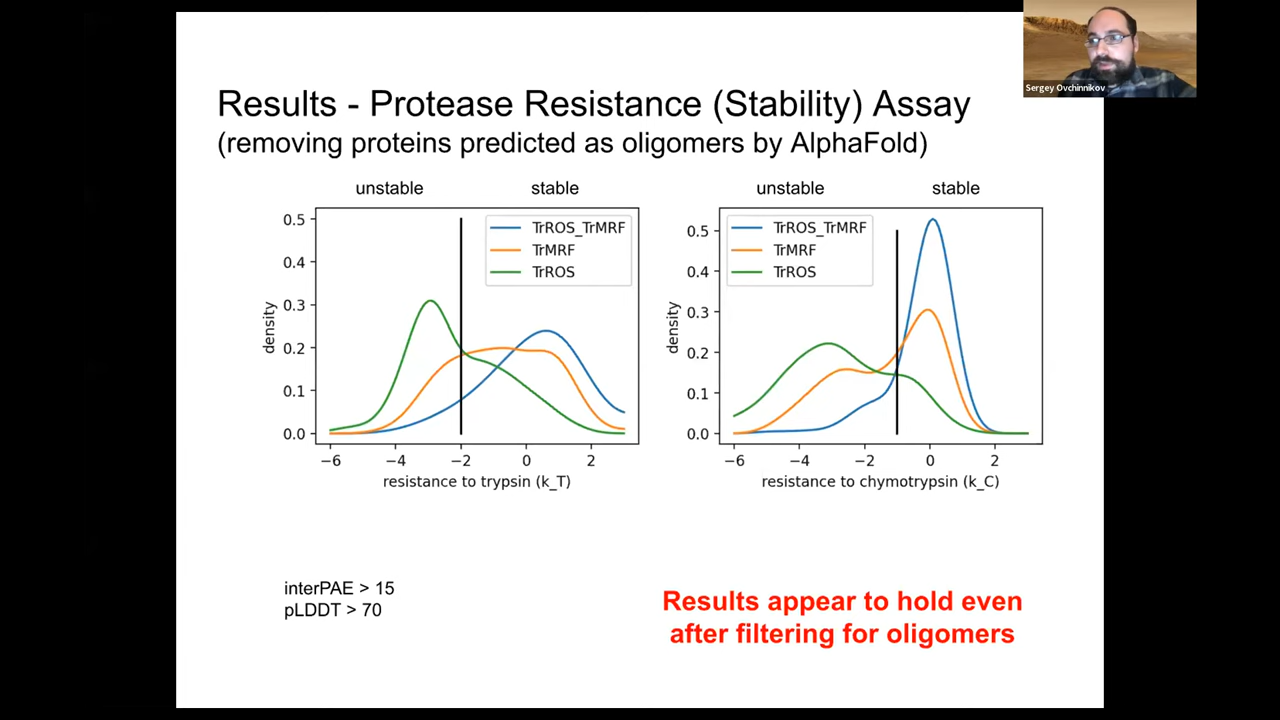 Sergey Ovchinnikov
Results - Protease Resistance (Stability) Assay
(removing proteins predicted as oligomers by AlphaFold)
unstable
stable
0.5
0.4
0.3
0.2
0.1
0.0
density
TrROS_TrMRF
TrMRF
TrROS
−6
−4
−2
0
2
resistance to trypsin (k_T)
unstable
stable
0.5
0.4
0.3
0.2
0.1
0.0
density
TrROS_TrMRF
TrMRF
TrROS
−6
−4
−2
0
2
resistance to chymotrypsin (k_C)
interPAE > 15
pLDDT > 70
Results appear to hold even
after filtering for oligomers